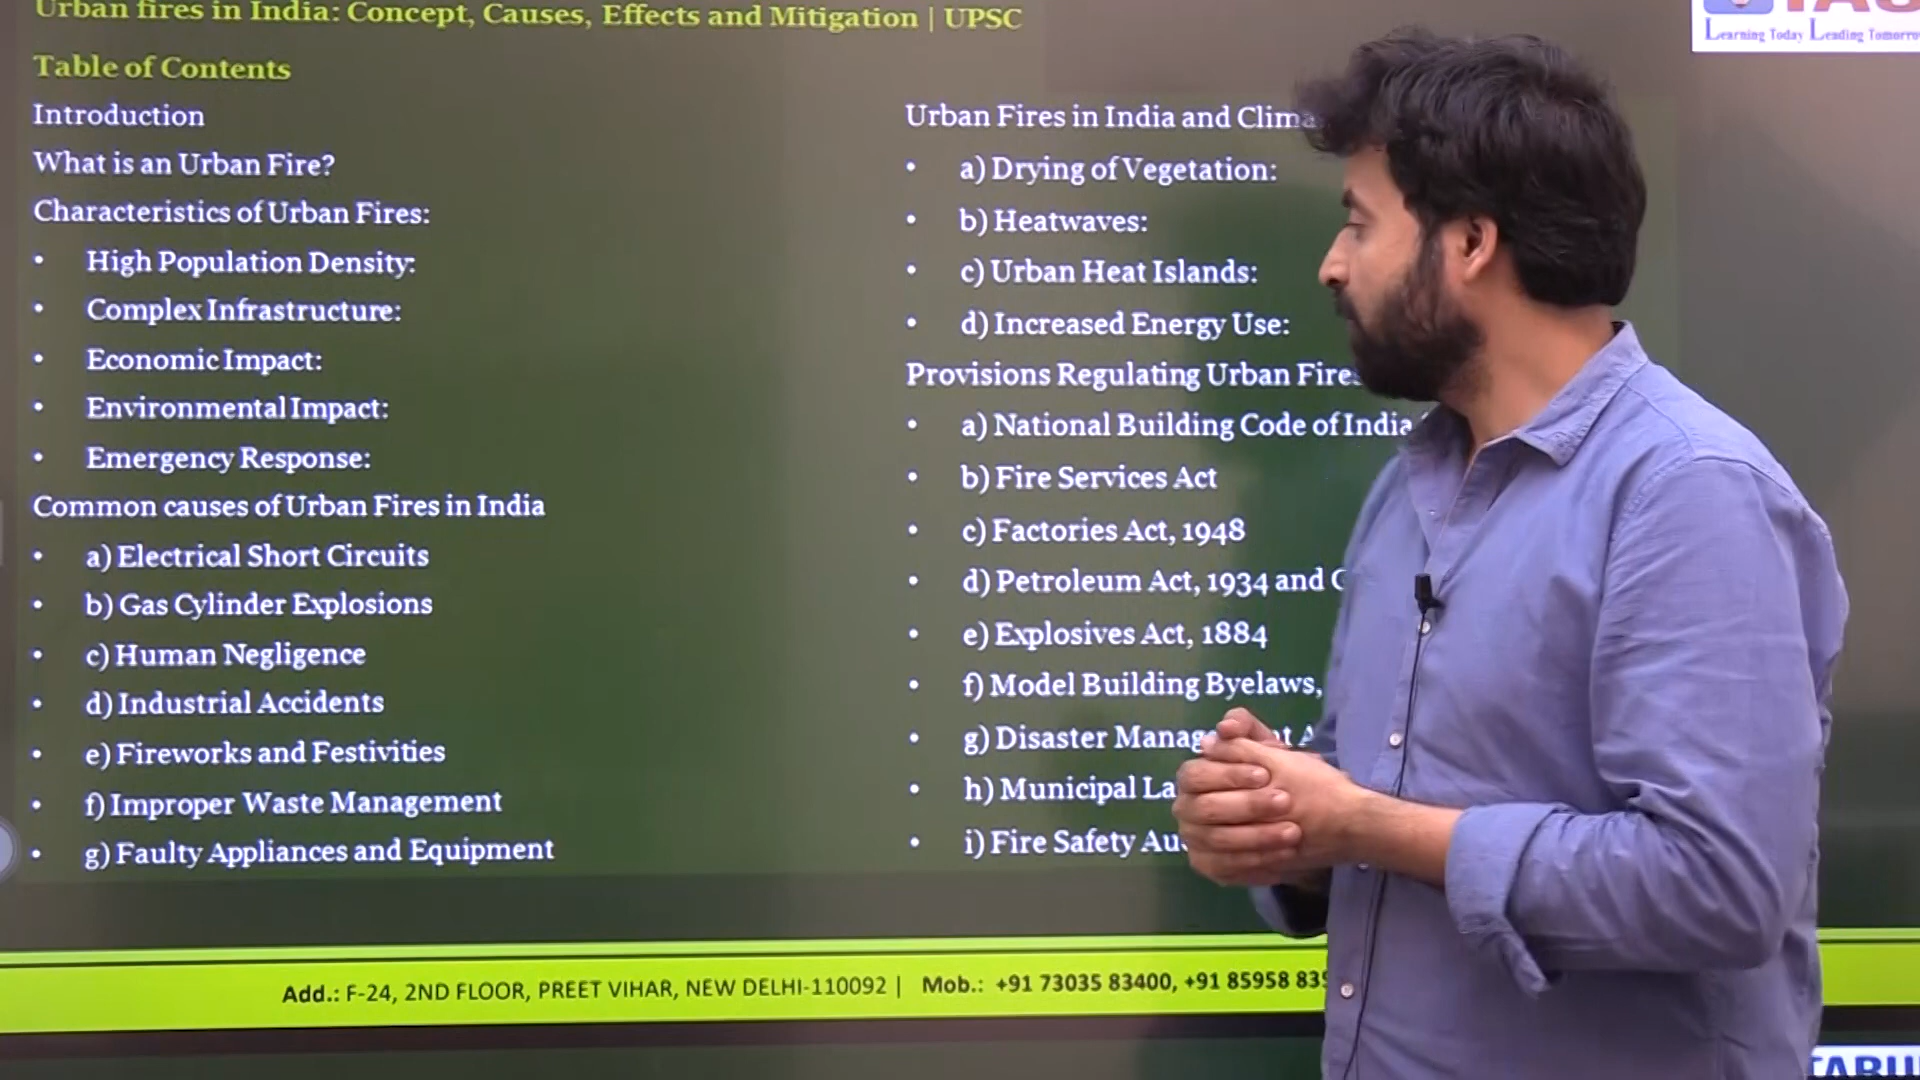 Urban fires in India: Concept, Causes, Effects and Mitigation | UPSC
Table of Contents
Introduction
What is an Urban Fire?
Characteristics of Urban Fires:
• High Population Density:
• Complex Infrastructure:
• Economic Impact:
• Environmental Impact:
• Emergency Response:
Common causes of Urban Fires in India
• a) Electrical Short Circuits
• b) Gas Cylinder Explosions
• c) Human Negligence
• d) Industrial Accidents
• e) Fireworks and Festivities
• f) Improper Waste Management
• g) Faulty Appliances and Equipment
Urban Fires in India and
• a) Drying of Vegetation:
• b) Heatwaves:
• c) Urban Heat Islands:
• d) Increased Energy Use:
Provisions Regulating Urban
• a) National Building Code of India
• b) Fire Services Act
• c) Factories Act, 1948
• d) Petroleum Act, 1934 and
• e) Explosives Act, 1884
• f) Model Building Byelaws,
• g) Disaster
• h) Municipal
• i) Fire Safety
Learning Today Leading
Add.: F-24, 2ND FLOOR, PREET VIHAR, NEW DELHI-110092 | Mob.: +91 73035 83400, +91 85958